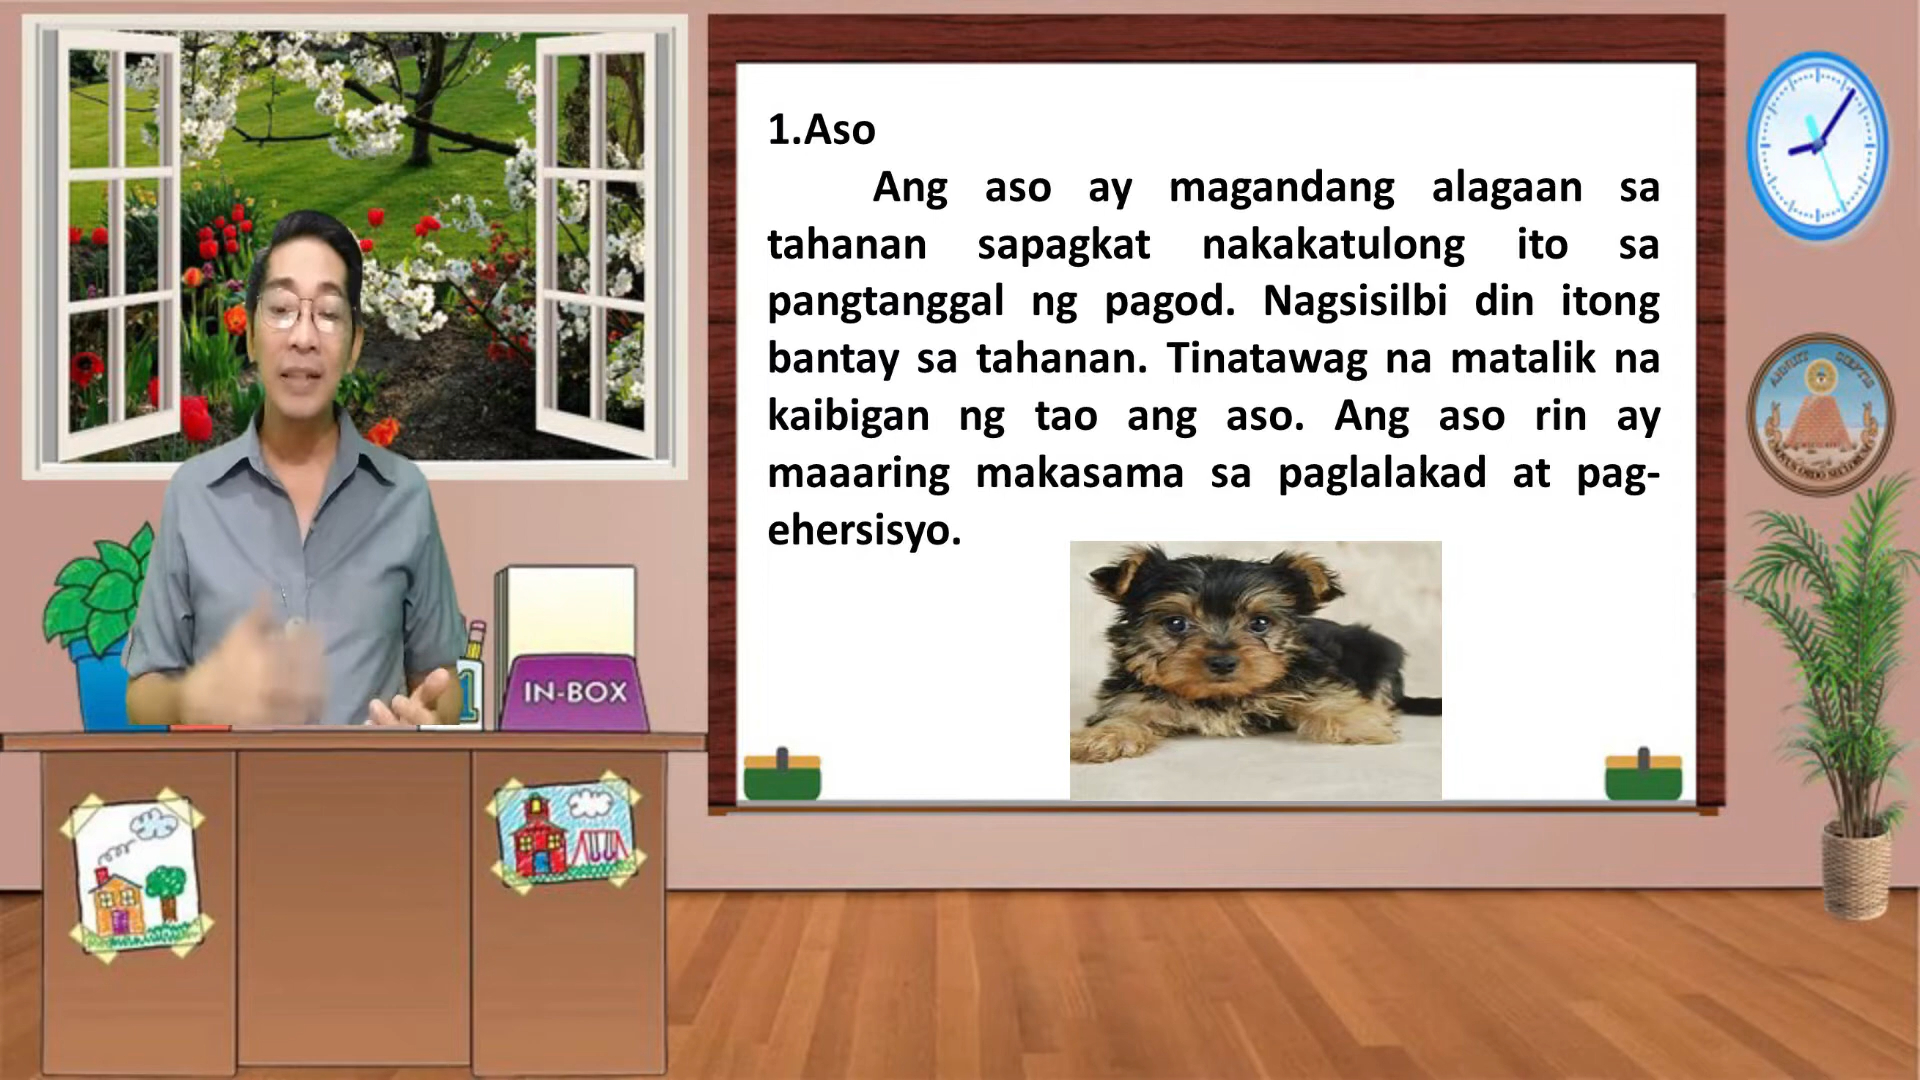 1.Aso
Ang aso ay magandang alagaan sa
tahanan sapagkat nakakatulong ito sa
pangtanggal ng pagod. Nagsisilbi din itong
bantay sa tahanan. Tinatawag na matalik na
kaibigan ng tao ang aso. Ang aso rin ay
maaaring makasama sa paglalakad at pag-
ehersisyo.
IN-BOX
1